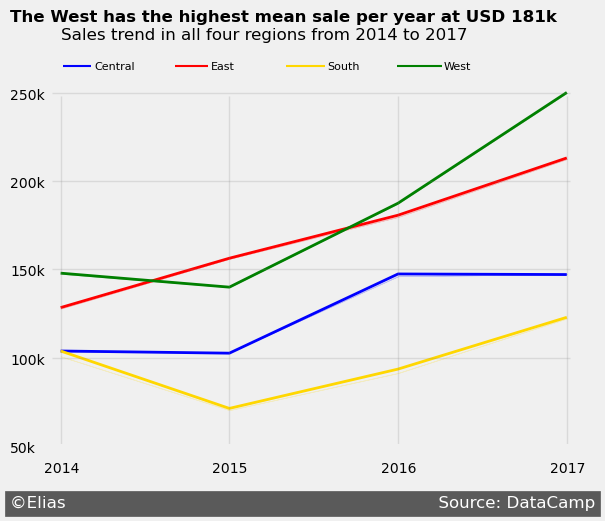 The West has the highest mean sale per year at USD 181k
Sales trend in all four regions from 2014 to 2017
Central East South West
250k
200k
150k
100k
50k
2014 2015 2016 2017
©Elias Source: DataCamp